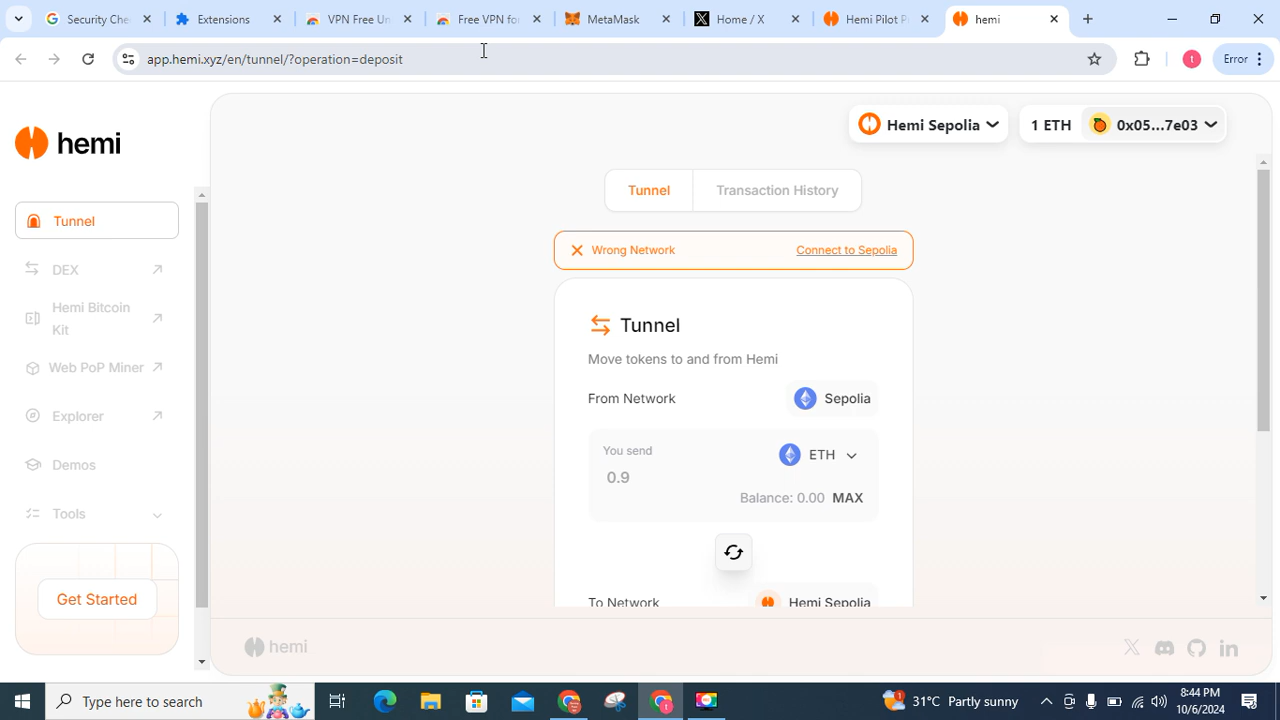 Security Che
Extensions
VPN Free Un
Free VPN for
MetaMask
Home / X
Hemi Pilot P
hemi
app.hemi.xyz/en/tunnel/?operation=deposit
t
Error
hemi
Hemi Sepolia
1 ETH
0x05...7e03
Tunnel
Transaction History
Tunnel
DEX
Hemi Bitcoin
Kit
Web PoP Miner
Explorer
Demos
Tools
Get Started
Wrong Network
Connect to Sepolia
Tunnel
Move tokens to and from Hemi
From Network
Sepolia
You send
ETH
0.9
Balance: 0.00 MAX
To Network
Hemi Sepolia
hemi
Type here to search
31°C Partly sunny
8:44 PM
10/6/2024